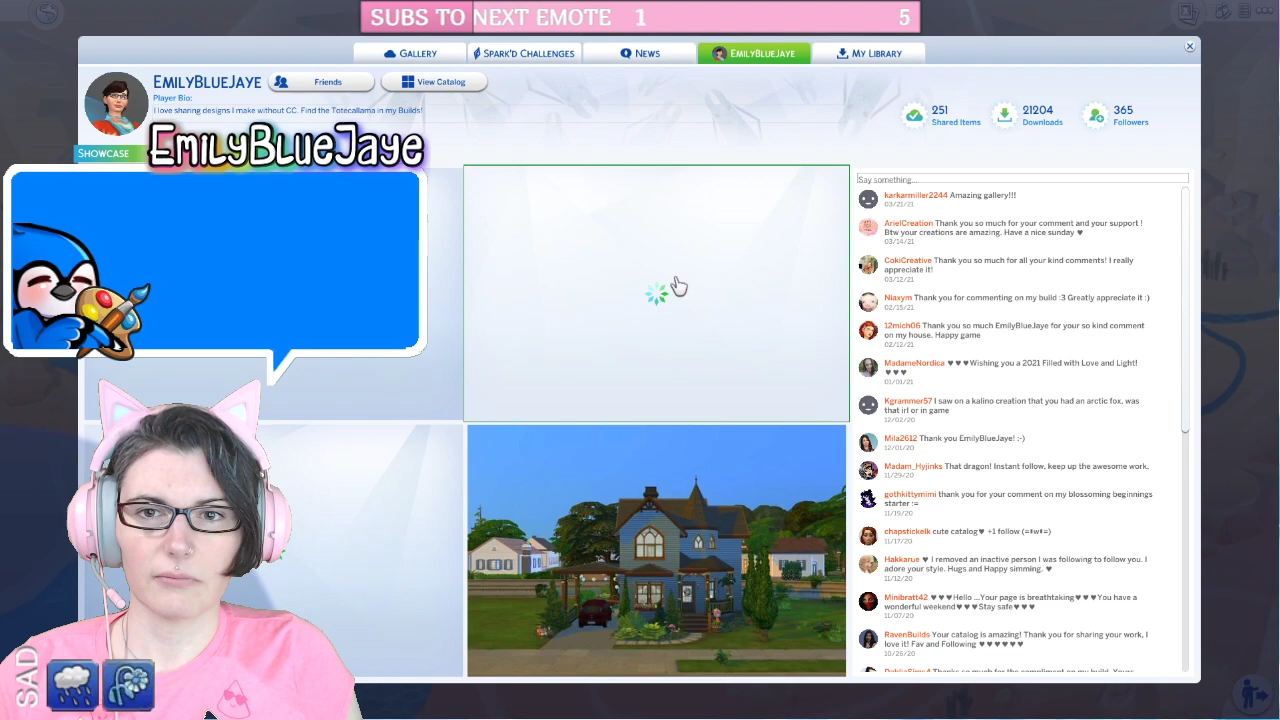 SUBS TO NEXT EMOTE 1 5
GALLERY
SPARK'D CHALLENGES
NEWS
EMILYBLUEJAYE
MY LIBRARY
EMILYBLUEJAYE
Friends
View Catalog
Player Bio:
I love sharing designs I make without CC. Find the Totecallama in my Builds!
251
Shared Items
21204
Downloads
365
Followers
SHOWCASE
EmilyBlueJaye
Say something...
karkarmiller2244 Amazing gallery!!!
03/21/21
ArielCreation Thank you so much for your comment and your support !
Btw your creations are amazing. Have a nice sunday ♥
03/14/21
CokiCreative Thank you so much for all your kind comments! I really
appreciate it!
03/12/21
Niaxym Thank you for commenting on my build :3 Greatly appreciate it :)
02/15/21
12mich06 Thank you so much EmilyBlueJaye for your so kind comment
on my house. Happy game
02/12/21
MadameNordica ♥♥♥Wishing you a 2021 Filled with Love and Light!
♥♥♥
01/01/21
Kgrammer57 I saw on a kalino creation that you had an arctic fox, was
that irl or in game
12/02/20
Mila2612 Thank you EmilyBlueJaye! :-)
12/01/20
Madam_Hyjinks That dragon! Instant follow, keep up the awesome work.
11/29/20
gothkittymimi thank you for your comment on my blossoming beginnings
starter :=
11/19/20
chapstickelk cute catalog♥ +1 follow (=♦w♦=)
11/17/20
Hakkarue ♥ I removed an inactive person I was following to follow you. I
adore your style. Hugs and Happy simming. ♥
11/12/20
Minibratt42 ♥♥♥Hello ...Your page is breathtaking♥♥♥You have a
wonderful weekend♥♥♥Stay safe♥♥♥
11/07/20
RavenBuilds Your catalog is amazing! Thank you for sharing your work, I
love it! Fav and Following ♥♥♥♥♥♥
10/26/20
SAD